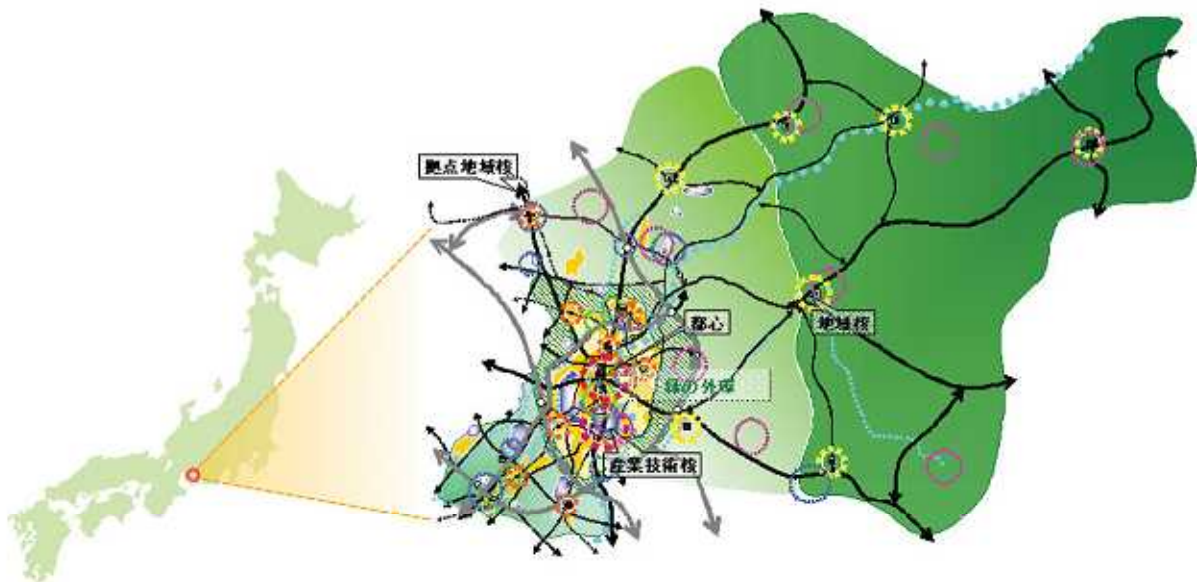 拠点地域核
都心
地域核
緑の外環
産業技術核